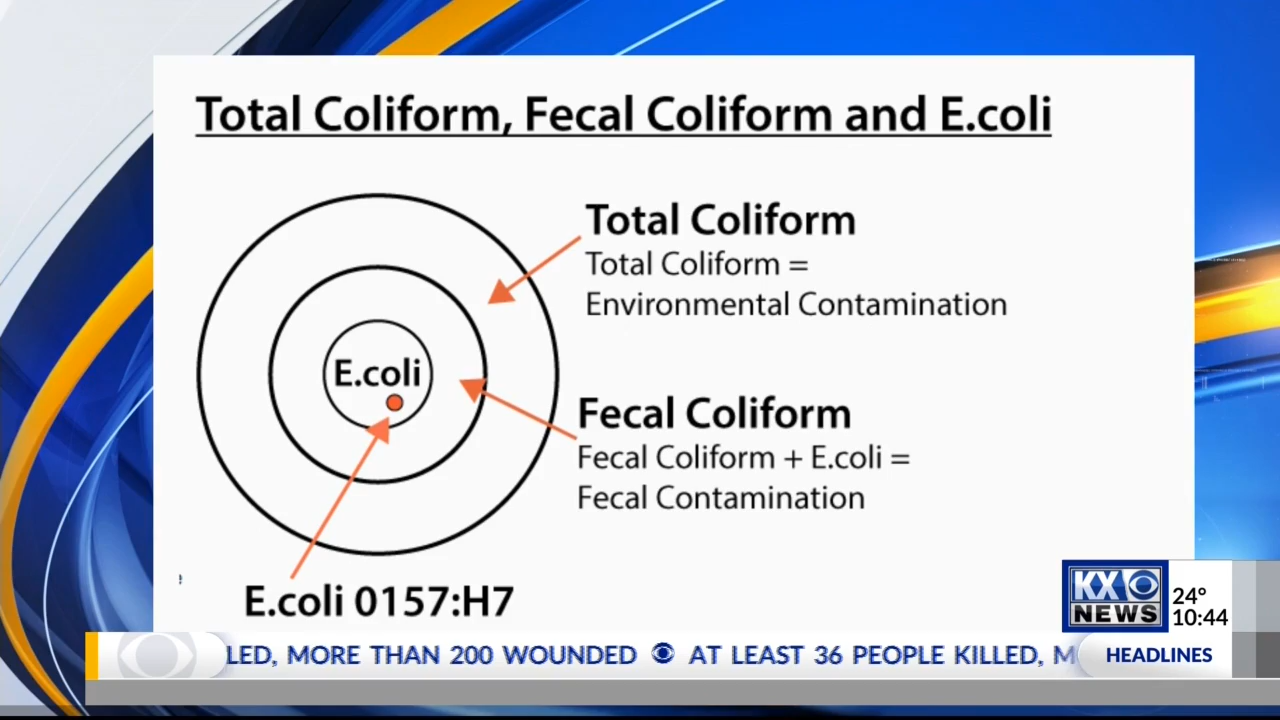 Total Coliform, Fecal Coliform and E.coli
Total Coliform
Total Coliform =
Environmental Contamination
E.coli
Fecal Coliform
Fecal Coliform + E.coli =
Fecal Contamination
E.coli 0157:H7
KX
NEWS
24°
10:44
LED, MORE THAN 200 WOUNDED AT LEAST 36 PEOPLE KILLED, M
HEADLINES